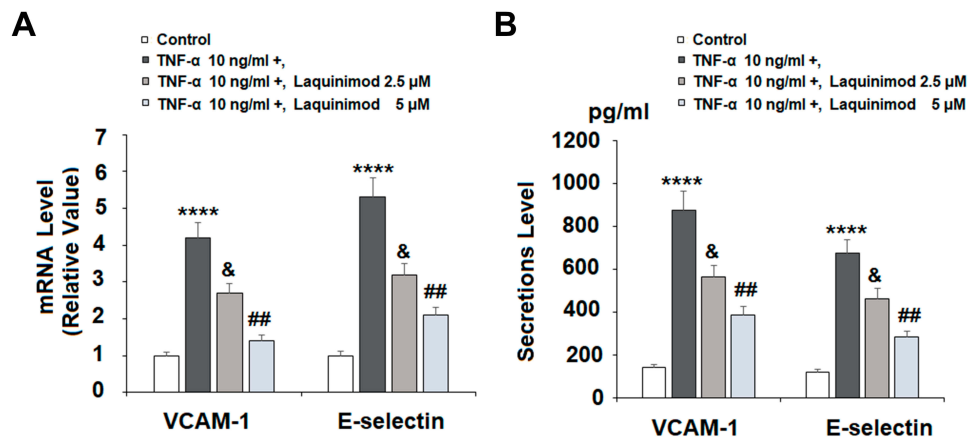 A
Control
TNF-α 10 ng/ml +,
TNF-α 10 ng/ml +, Laquinimod 2.5 μM
TNF-α 10 ng/ml +, Laquinimod 5 μM
mRNA Level
(Relative Value)
7
6
5
4
3
2
1
0
****
&
##
****
&
##
VCAM-1 E-selectin
B
Control
TNF-α 10 ng/ml +,
TNF-α 10 ng/ml +, Laquinimod 2.5 μM
TNF-α 10 ng/ml +, Laquinimod 5 μM
pg/ml
Secretions Level
1200
1000
800
600
400
200
0
****
&
##
****
&
##
VCAM-1 E-selectin